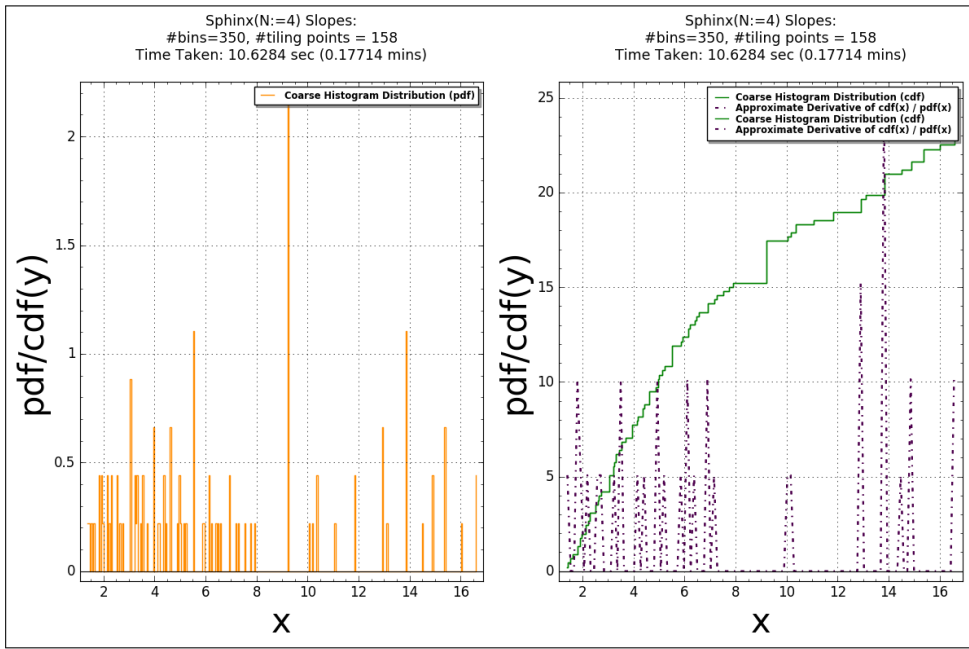 Sphinx(N:=4) Slopes:
#bins=350, #tiling points = 158
Time Taken: 10.6284 sec (0.17714 mins)
Coarse Histogram Distribution (pdf)
2
1.5
1
0.5
0
pdf/cdf(y)
2 4 6 8 10 12 14 16
x
Sphinx(N:=4) Slopes:
#bins=350, #tiling points = 158
Time Taken: 10.6284 sec (0.17714 mins)
Coarse Histogram Distribution (cdf)
Approximate Derivative of cdf(x) / pdf(x)
Coarse Histogram Distribution (cdf)
Approximate Derivative of cdf(x) / pdf(x)
25
20
15
10
5
0
pdf/cdf(y)
2 4 6 8 10 12 14 16
x